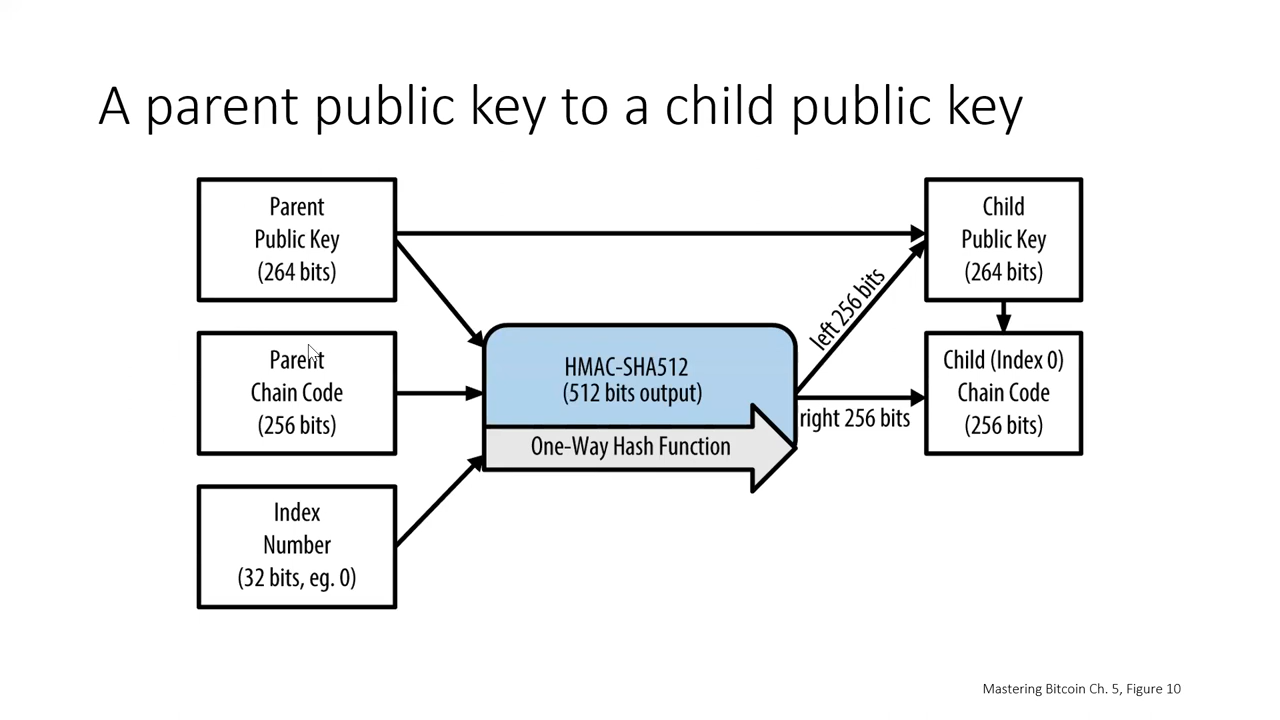 A parent public key to a child public key
Parent
Public Key
(264 bits)
Parent
Chain Code
(256 bits)
Index
Number
(32 bits, eg. 0)
HMAC-SHA512
(512 bits output)
One-Way Hash Function
left 256 bits
right 256 bits
Child
Public Key
(264 bits)
Child (Index 0)
Chain Code
(256 bits)
Mastering Bitcoin Ch. 5, Figure 10